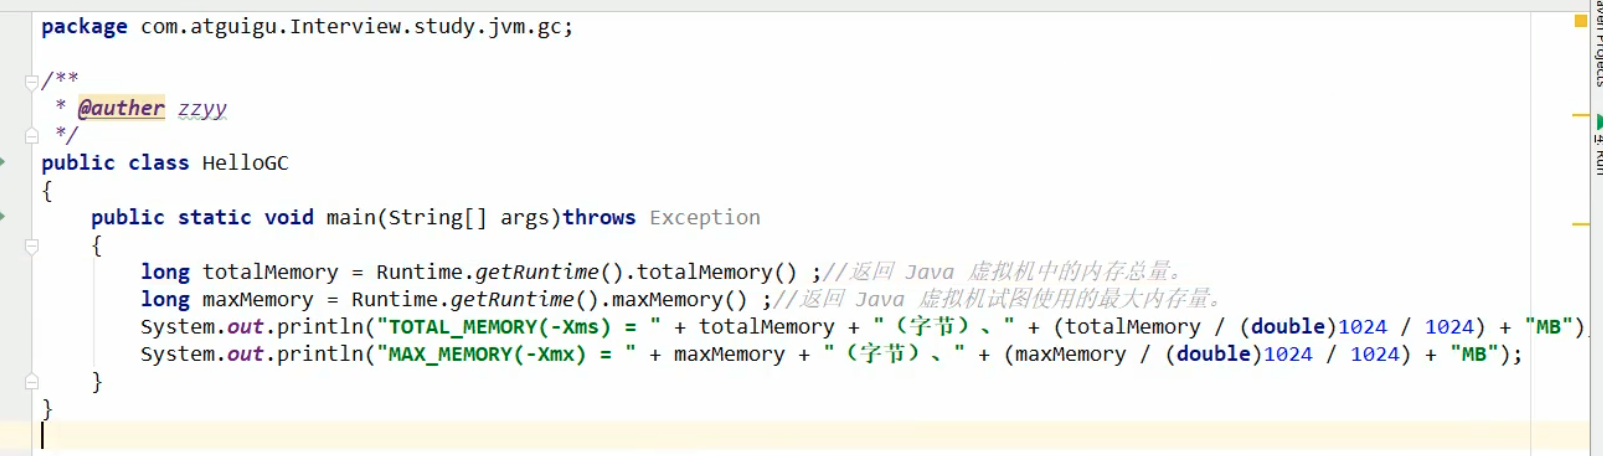 package com.atguigu.Interview.study.jvm.gc;
/**
 * @auther zzyy
 */
public class HelloGC
{
    public static void main(String[] args)throws Exception
    {
        long totalMemory = Runtime.getRuntime().totalMemory() ;//返回 Java 虚拟机中的内存总量。
        long maxMemory = Runtime.getRuntime().maxMemory() ;//返回 Java 虚拟机试图使用的最大内存量。
        System.out.println("TOTAL_MEMORY(-Xms) = " + totalMemory + "（字节）、" + (totalMemory / (double)1024 / 1024) + "MB")
        System.out.println("MAX_MEMORY(-Xmx) = " + maxMemory + "（字节）、" + (maxMemory / (double)1024 / 1024) + "MB");
    }
}
Projects
4: Run